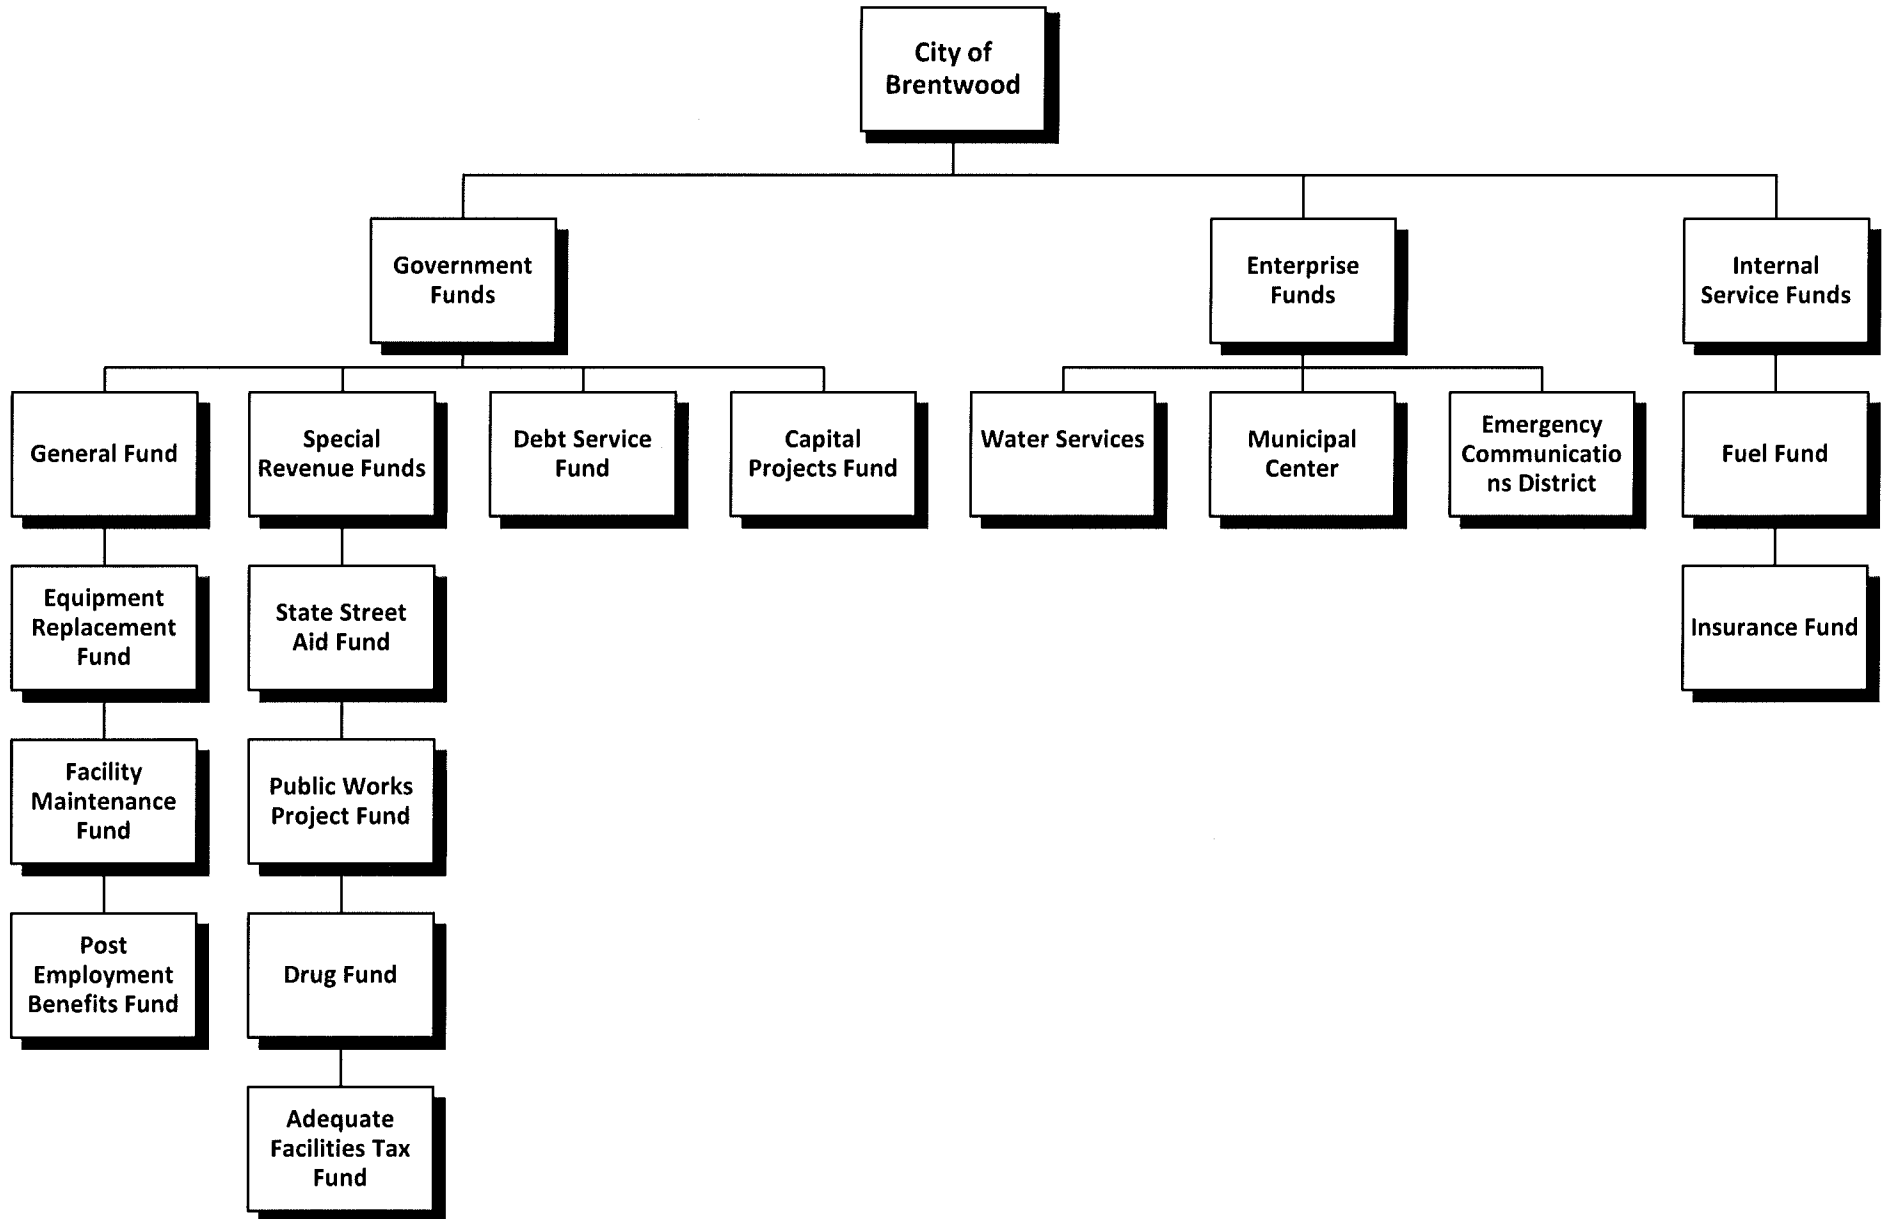 City of
Brentwood
Government
Funds
Enterprise
Funds
Internal
Service Funds
General Fund
Special
Revenue Funds
Debt Service
Fund
Capital
Projects Fund
Water Services
Municipal
Center
Emergency
Communicatio
ns District
Fuel Fund
Equipment
Replacement
Fund
State Street
Aid Fund
Insurance Fund
Facility
Maintenance
Fund
Public Works
Project Fund
Post
Employment
Benefits Fund
Drug Fund
Adequate
Facilities Tax
Fund